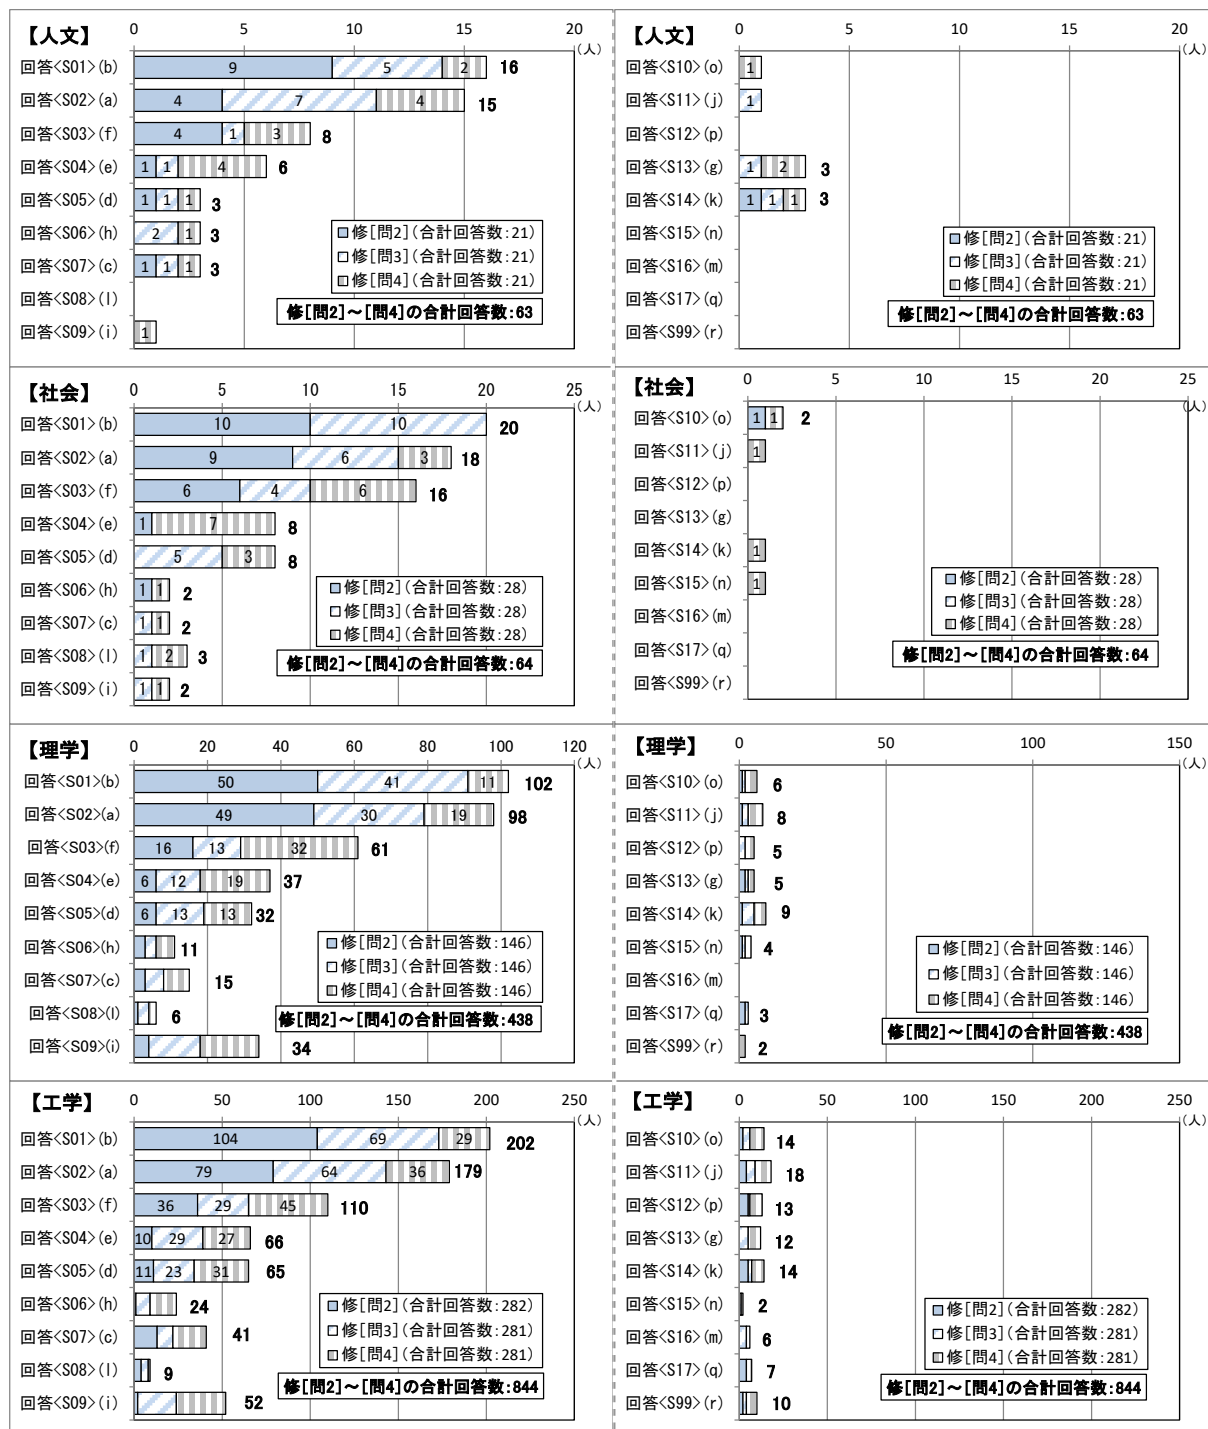 【人文】
0 5 10 15 20
(人)
回答<S01>(b) 9 5 2 16
回答<S02>(a) 4 7 4 15
回答<S03>(f) 4 1 3 8
回答<S04>(e) 1 1 4 6
回答<S05>(d) 1 1 1 3
回答<S06>(h) 2 1 3
回答<S07>(c) 1 1 1 3
回答<S08>(l)
回答<S09>(i) 1
修[問2](合計回答数:21)
修[問3](合計回答数:21)
修[問4](合計回答数:21)
修[問2]～[問4]の合計回答数:63
【人文】
0 5 10 15 20
(人)
回答<S10>(o) 1
回答<S11>(j) 1
回答<S12>(p)
回答<S13>(g) 1 2 3
回答<S14>(k) 1 1 1 3
回答<S15>(n)
回答<S16>(m)
回答<S17>(q)
回答<S99>(r)
修[問2](合計回答数:21)
修[問3](合計回答数:21)
修[問4](合計回答数:21)
修[問2]～[問4]の合計回答数:63
【社会】
0 5 10 15 20 25
(人)
回答<S01>(b) 10 10 20
回答<S02>(a) 9 6 3 18
回答<S03>(f) 6 4 6 16
回答<S04>(e) 1 7 8
回答<S05>(d) 5 3 8
回答<S06>(h) 1 1 2
回答<S07>(c) 1 1 2
回答<S08>(l) 1 2 3
回答<S09>(i) 1 1 2
修[問2](合計回答数:28)
修[問3](合計回答数:28)
修[問4](合計回答数:28)
修[問2]～[問4]の合計回答数:64
【社会】
0 5 10 15 20 25
(人)
回答<S10>(o) 1 1 2
回答<S11>(j) 1
回答<S12>(p)
回答<S13>(g)
回答<S14>(k) 1
回答<S15>(n) 1
回答<S16>(m)
回答<S17>(q)
回答<S99>(r)
修[問2](合計回答数:28)
修[問3](合計回答数:28)
修[問4](合計回答数:28)
修[問2]～[問4]の合計回答数:64
【理学】
0 20 40 60 80 100 120
(人)
回答<S01>(b) 50 41 11 102
回答<S02>(a) 49 30 19 98
回答<S03>(f) 16 13 32 61
回答<S04>(e) 6 12 19 37
回答<S05>(d) 6 13 13 32
回答<S06>(h) 11
回答<S07>(c) 15
回答<S08>(l) 6
回答<S09>(i) 34
修[問2](合計回答数:146)
修[問3](合計回答数:146)
修[問4](合計回答数:146)
修[問2]～[問4]の合計回答数:438
【理学】
0 50 100 150
(人)
回答<S10>(o) 6
回答<S11>(j) 8
回答<S12>(p) 5
回答<S13>(g) 5
回答<S14>(k) 9
回答<S15>(n) 4
回答<S16>(m)
回答<S17>(q) 3
回答<S99>(r) 2
修[問2](合計回答数:146)
修[問3](合計回答数:146)
修[問4](合計回答数:146)
修[問2]～[問4]の合計回答数:438
【工学】
0 50 100 150 200 250
(人)
回答<S01>(b) 104 69 29 202
回答<S02>(a) 79 64 36 179
回答<S03>(f) 36 29 45 110
回答<S04>(e) 10 29 27 66
回答<S05>(d) 11 23 31 65
回答<S06>(h) 24
回答<S07>(c) 41
回答<S08>(l) 9
回答<S09>(i) 52
修[問2](合計回答数:282)
修[問3](合計回答数:281)
修[問4](合計回答数:281)
修[問2]～[問4]の合計回答数:844
【工学】
0 50 100 150 200 250
(人)
回答<S10>(o) 14
回答<S11>(j) 18
回答<S12>(p) 13
回答<S13>(g) 12
回答<S14>(k) 14
回答<S15>(n) 2
回答<S16>(m) 6
回答<S17>(q) 7
回答<S99>(r) 10
修[問2](合計回答数:282)
修[問3](合計回答数:281)
修[問4](合計回答数:281)
修[問2]～[問4]の合計回答数:844